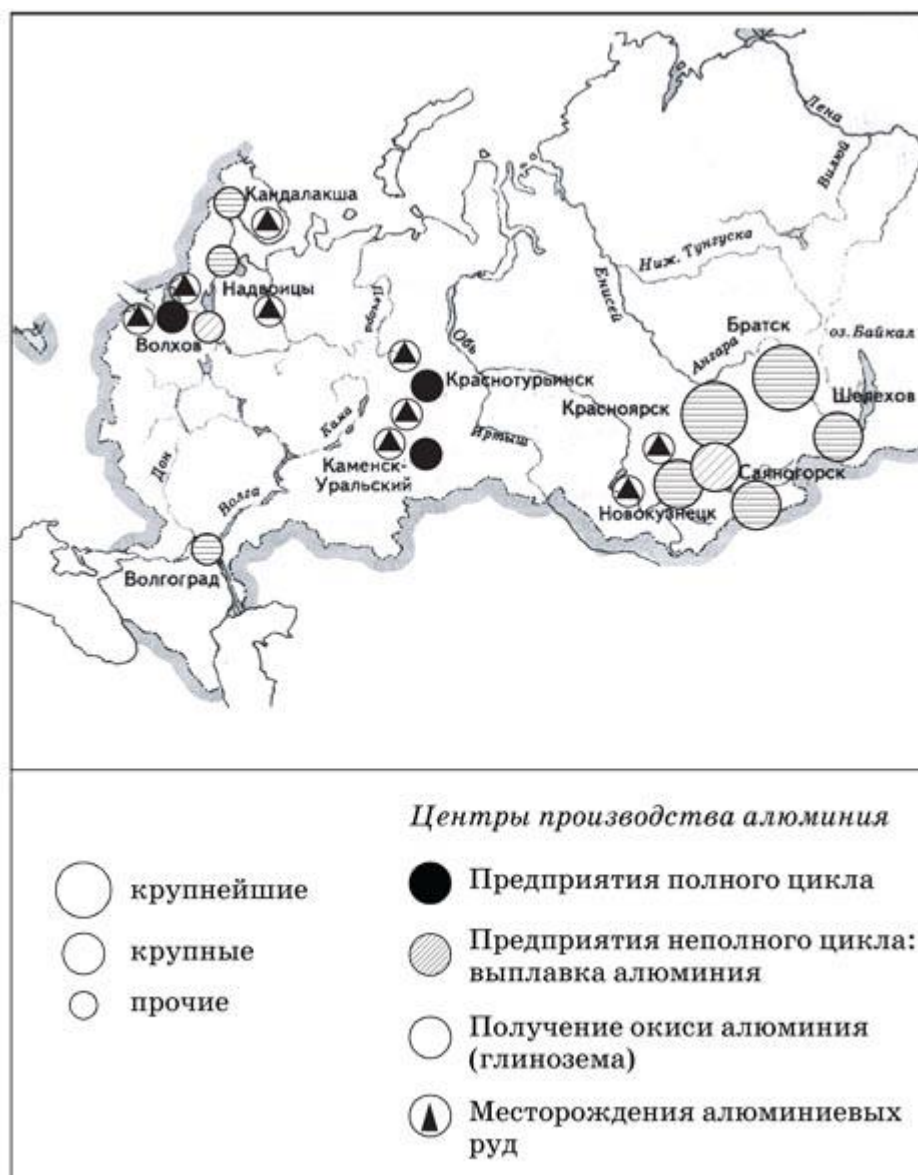 Лена
Вилюй
Кандалакша
Ниж. Тунгуска
Енисей
Печора
Надвоицы
Обь
Братск
оз. Байкал
Волхов
Ангара
Краснотурьинск
Шелехов
Красноярск
Кама
Иртыш
Дон
Каменск-
Уральский
Саяногорск
Волга
Новокузнецк
Волгоград
Центры производства алюминия
крупнейшие
крупные
прочие
Предприятия полного цикла
Предприятия неполного цикла:
выплавка алюминия
Получение окиси алюминия
(глинозема)
Месторождения алюминиевых
руд